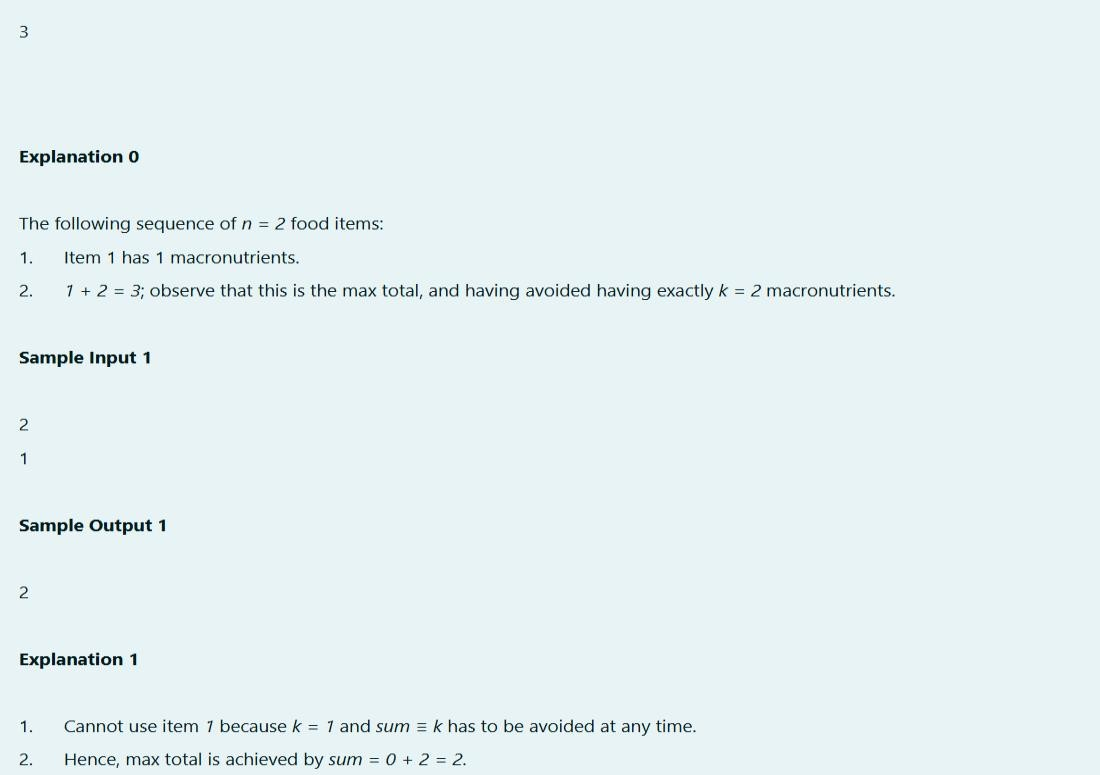 3
Explanation 0
The following sequence of n = 2 food items:
1. Item 1 has 1 macronutrients.
2. 1 + 2 = 3; observe that this is the max total, and having avoided having exactly k = 2 macronutrients.
Sample Input 1
2
1
Sample Output 1
2
Explanation 1
1. Cannot use item 1 because k = 1 and sum ≡ k has to be avoided at any time.
2. Hence, max total is achieved by sum = 0 + 2 = 2.